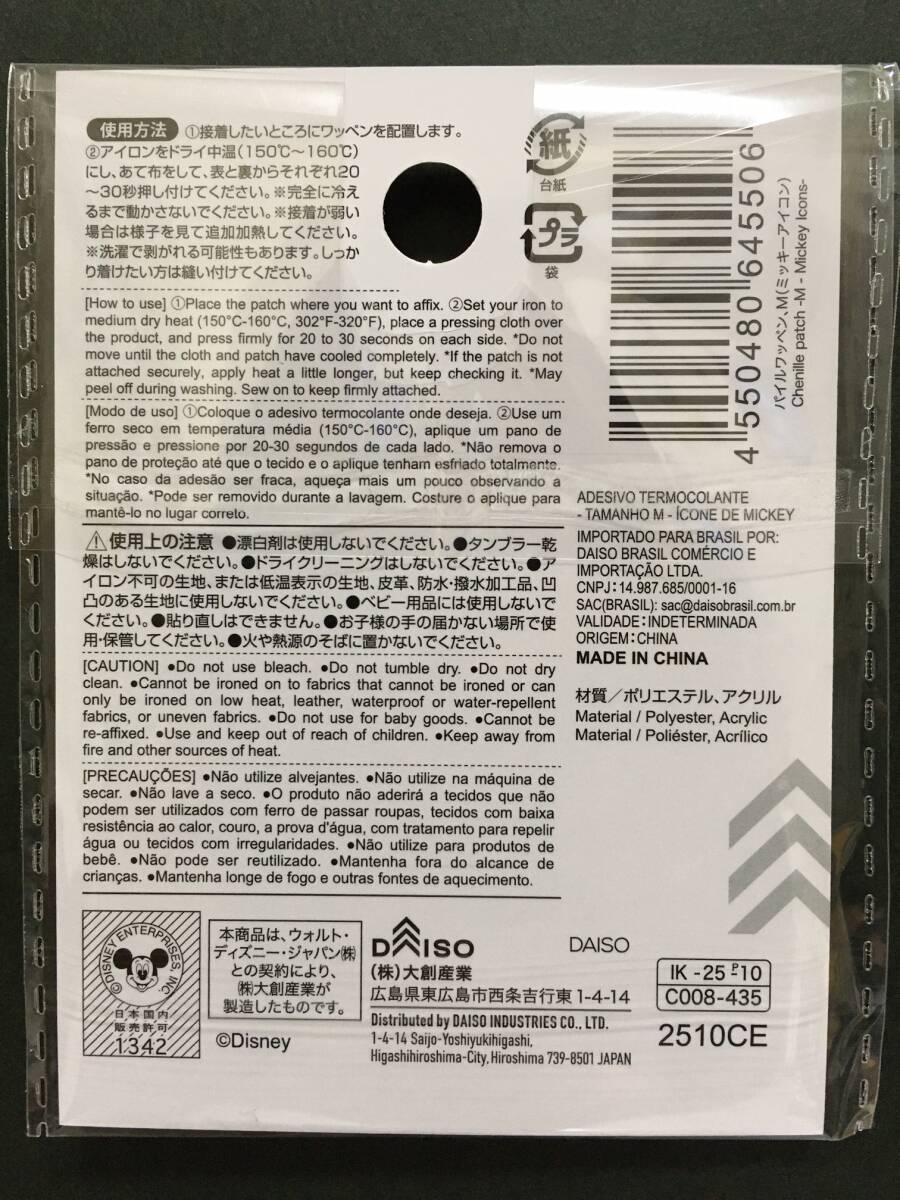 使用方法 ①接着したいところにワッペンを配置します。
②アイロンをドライ中温(150℃～160℃)
にし、あて布をして、表と裏からそれぞれ20
～30秒押し付けてください。※完全に冷え
るまで動かさないでください。※接着が弱い
場合は様子を見て追加加熱してください。
※洗濯で剥がれる可能性もあります。しっか
り着けたい方は縫い付けてください。
[How to use] ①Place the patch where you want to affix. ②Set your iron to
medium dry heat (150°C-160°C, 302°F-320°F), place a pressing cloth over
the product, and press firmly for 20 to 30 seconds on each side. *Do not
move until the cloth and patch have cooled completely. *If the patch is not
attached securely, apply heat a little longer, but keep checking it. *May
peel off during washing. Sew on to keep firmly attached.
[Modo de uso] ①Coloque o adesivo termocolante onde deseja. ②Use um
ferro seco em temperatura média (150°C-160°C), aplique um pano de
pressão e pressione por 20-30 segundos de cada lado. *Não remova o
pano de proteção até que o tecido e o aplique tenham esfriado totalmente.
*No caso da adesão ser fraca, aqueça mais um pouco observando a
situação. *Pode ser removido durante a lavagem. Costure o aplique para
mantê-lo no lugar correto.
⚠使用上の注意 ●漂白剤は使用しないでください。●タンブラー乾
燥はしないでください。●ドライクリーニングはしないでください。●ア
イロン不可の生地、または低温表示の生地、皮革、防水・撥水加工品、凹
凸のある生地に使用しないでください。●ベビー用品には使用しないで
ください。●貼り直しはできません。●お子様の手の届かない場所で使
用・保管してください。●火や熱源のそばに置かないでください。
[CAUTION] ●Do not use bleach. ●Do not tumble dry. ●Do not dry
clean. ●Cannot be ironed on to fabrics that cannot be ironed or can
only be ironed on low heat, leather, waterproof or water-repellent
fabrics, or uneven fabrics. ●Do not use for baby goods. ●Cannot be
re-affixed. ●Use and keep out of reach of children. ●Keep away from
fire and other sources of heat.
[PRECAUÇÕES] ●Não utilize alvejantes. ●Não utilize na máquina de
secar. ●Não lave a seco. ●O produto não aderirá a tecidos que não
podem ser utilizados com ferro de passar roupas, tecidos com baixa
resistência ao calor, couro, a prova d'água, com tratamento para repelir
água ou tecidos com irregularidades. ●Não utilize para produtos de
bebê. ●Não pode ser reutilizado. ●Mantenha fora do alcance de
crianças. ●Mantenha longe de fogo e outras fontes de aquecimento.
紙
台紙
プラ
袋
4 550480 645506
パイルワッペン、M(ミッキーアイコン)
Chenille patch -M - Mickey Icons-
ADESIVO TERMOCOLANTE
- TAMANHO M - ÍCONE DE MICKEY
IMPORTADO PARA BRASIL POR:
DAISO BRASIL COMÉRCIO E
IMPORTAÇÃO LTDA.
CNPJ：14.987.685/0001-16
SAC(BRASIL): sac@daisobrasil.com.br
VALIDADE：INDETERMINADA
ORIGEM：CHINA
MADE IN CHINA
材質／ポリエステル、アクリル
Material / Polyester, Acrylic
Material / Poliéster, Acrílico
©DISNEY ENTERPRISES, INC.
日本国内
販売許可
1342
本商品は、ウォルト・
ディズニー・ジャパン㈱
との契約により、
㈱大創産業が
製造したものです。
©Disney
DAISO
(株)大創産業
広島県東広島市西条吉行東1-4-14
Distributed by DAISO INDUSTRIES CO., LTD.
1-4-14 Saijo-Yoshiyukihigashi,
Higashihiroshima-City, Hiroshima 739-8501 JAPAN
DAISO
IK -25 P10
C008-435
2510CE